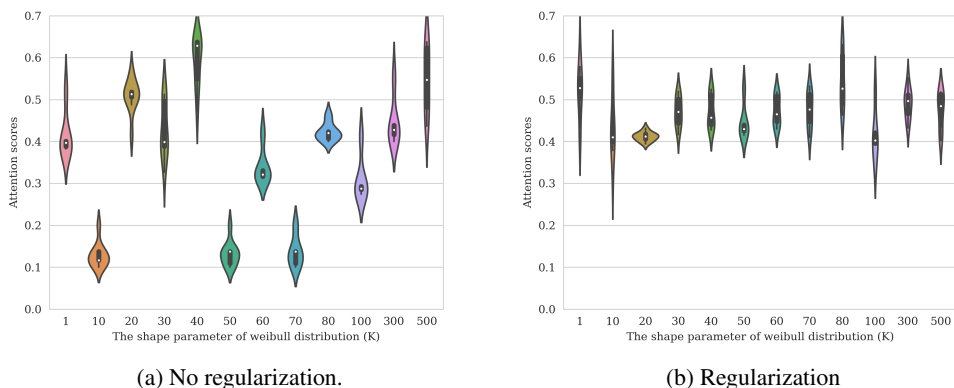 0.7
0.6
0.5
0.4
0.3
0.2
0.1
0.0
Attention scores
1 10 20 30 40 50 60 70 80 100 300 500
The shape parameter of weibull distribution (K)
(a) No regularization.
0.7
0.6
0.5
0.4
0.3
0.2
0.1
0.0
Attention scores
1 10 20 30 40 50 60 70 80 100 300 500
The shape parameter of weibull distribution (K)
(b) Regularization